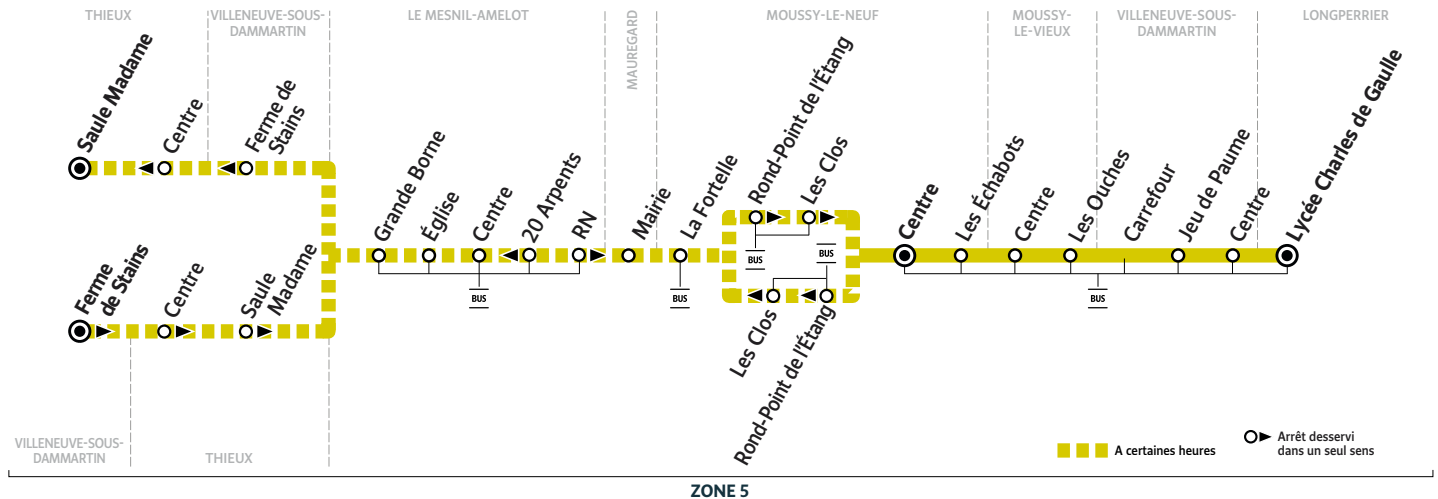 THIEUX
VILLENEUVE-SOUS-
DAMMARTIN
LE MESNIL-AMELOT
MAUREGARD
MOUSSY-LE-NEUF
MOUSSY-
LE-VIEUX
VILLENEUVE-SOUS-
DAMMARTIN
LONGPERRIER
Saule Madame
Centre
Ferme de
Stains
Ferme
de Stains
Centre
Saule
Madame
Grande Borne
Église
Centre
20 Arpents
RN
Mairie
La Fortelle
Rond-Point de l'Étang
Les Clos
Les Clos
Rond-Point de l'Étang
Centre
Les Échabots
Centre
Les Ouches
Carrefour
Jeu de Paume
Centre
Lycée Charles de Gaulle
BUS
BUS
BUS
BUS
BUS
VILLENEUVE-SOUS-
DAMMARTIN
THIEUX
A certaines heures
Arrêt desservi
dans un seul sens
ZONE 5